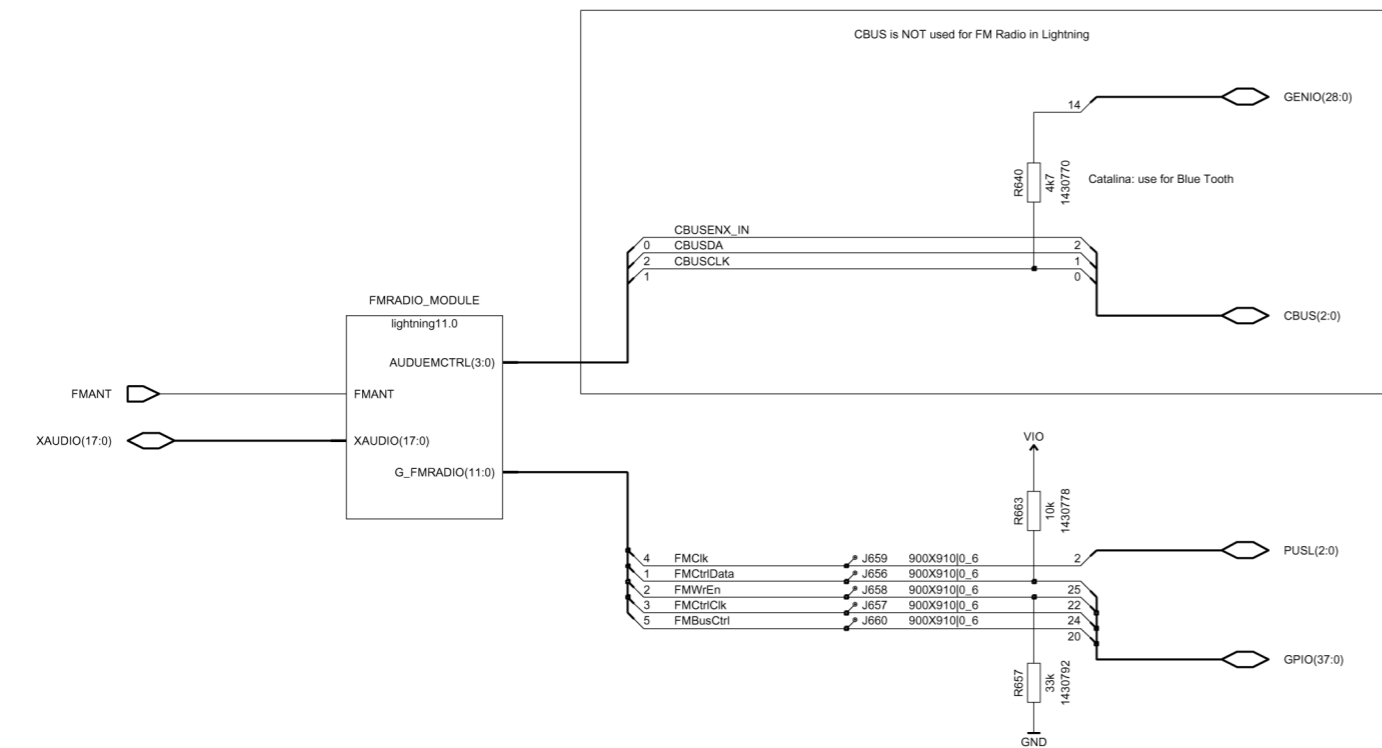 CBUS is NOT used for FM Radio in Lightning
14
GENIO(28:0)
R640
4k7
1430770
Catalina: use for Blue Tooth
CBUSENX_IN
0
CBUSDA
2
2
CBUSCLK
1
1
0
FMRADIO_MODULE
lightning11.0
CBUS(2:0)
AUDUEMCTRL(3:0)
FMANT
FMANT
XAUDIO(17:0)
XAUDIO(17:0)
VIO
G_FMRADIO(11:0)
R663
10k
1430778
4 FMClk J659 900X910|0_6 2
PUSL(2:0)
1 FMCtrlData J656 900X910|0_6
2 FMWrEn J658 900X910|0_6 25
3 FMCtrlClk J657 900X910|0_6 22
5 FMBusCtrl J660 900X910|0_6 24
20
GPIO(37:0)
R657
33k
1430792
GND